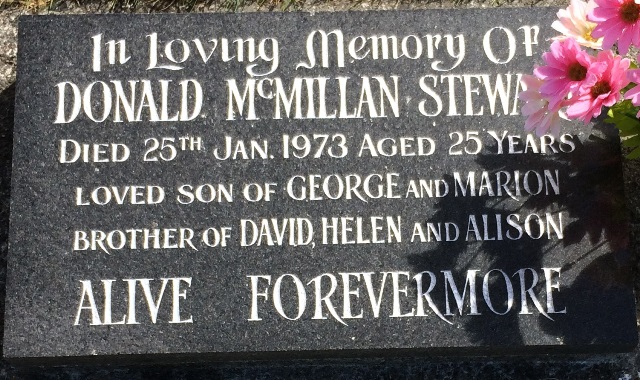 In Loving Memory Of
DONALD McMILLAN
DIED 25TH JAN. 1973 AGED 25 YEARS
LOVED SON OF GEORGE AND MARION
BROTHER OF DAVID, HELEN AND ALISON
ALIVE FOREVERMORE